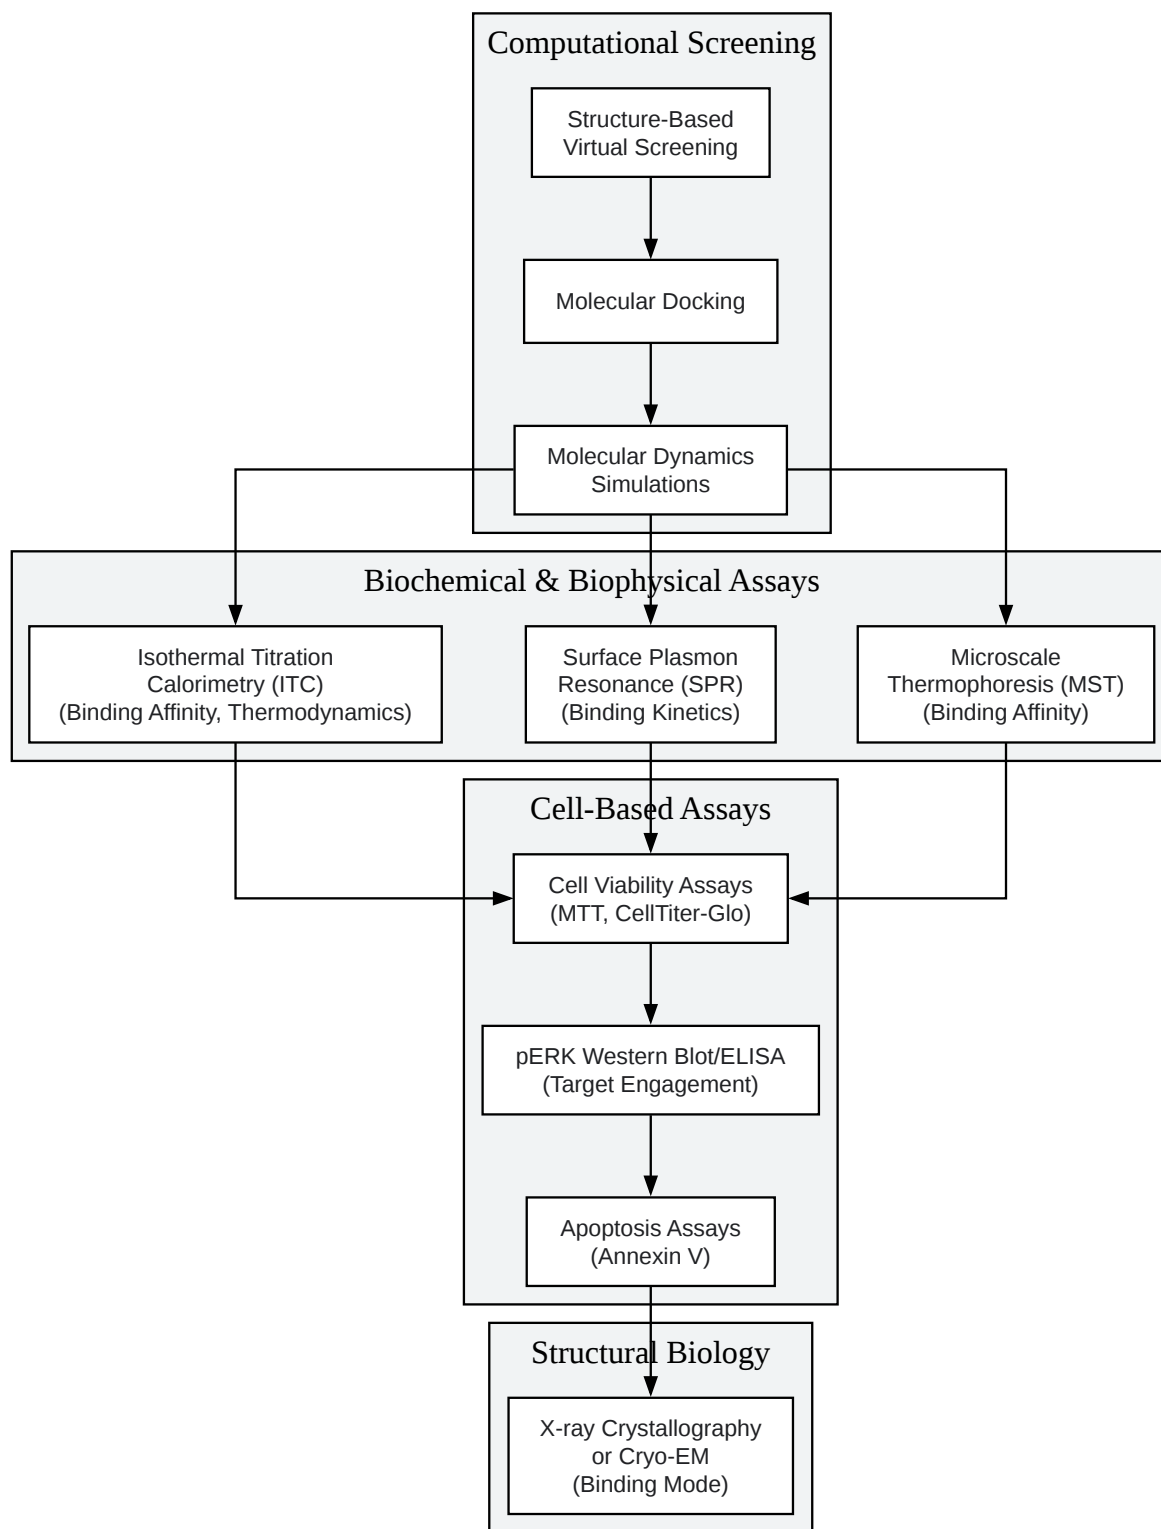 Computational Screening
Structure-Based
Virtual Screening
Molecular Docking
Molecular Dynamics
Simulations
Biochemical & Biophysical Assays
Isothermal Titration
Calorimetry (ITC)
(Binding Affinity, Thermodynamics)
Surface Plasmon
Resonance (SPR)
(Binding Kinetics)
Microscale
Thermophoresis (MST)
(Binding Affinity)
Cell-Based Assays
Cell Viability Assays
(MTT, CellTiter-Glo)
pERK Western Blot/ELISA
(Target Engagement)
Apoptosis Assays
(Annexin V)
Structural Biology
X-ray Crystallography
or Cryo-EM
(Binding Mode)